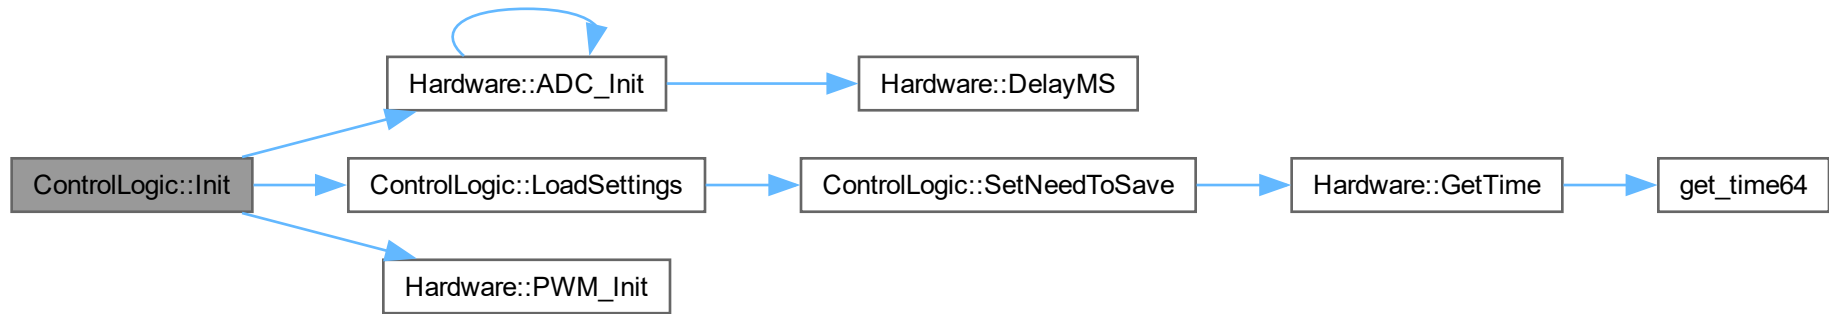 Hardware::ADC_Init
Hardware::DelayMS
ControlLogic::Init
ControlLogic::LoadSettings
ControlLogic::SetNeedToSave
Hardware::GetTime
get_time64
Hardware::PWM_Init